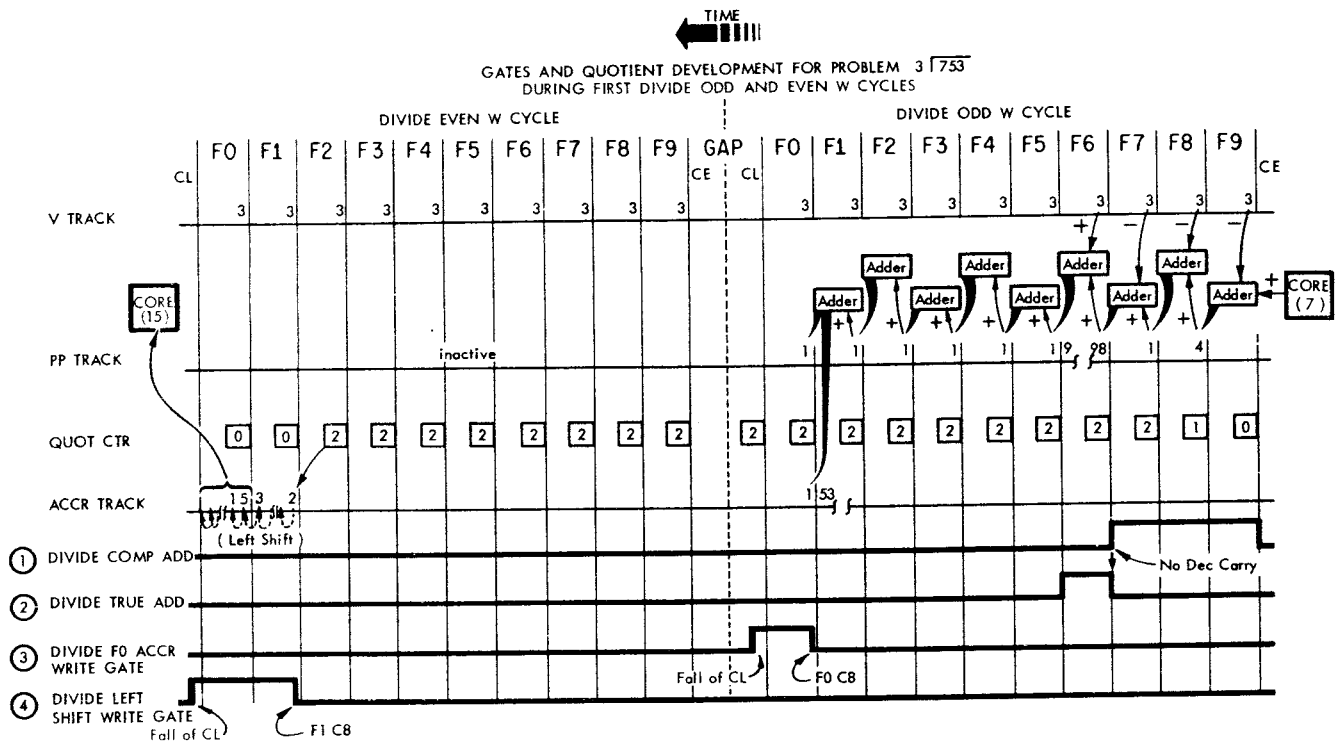 TIME
GATES AND QUOTIENT DEVELOPMENT FOR PROBLEM 3 753
DURING FIRST DIVIDE ODD AND EVEN W CYCLES
DIVIDE EVEN W CYCLE DIVIDE ODD W CYCLE
CL F0 F1 F2 F3 F4 F5 F6 F7 F8 F9 CE GAP CL F0 F1 F2 F3 F4 F5 F6 F7 F8 F9 CE
V TRACK 3 3 3 3 3 3 3 3 3 3 3 3 3 3 3 3 3 3 3 3
+ − − −
Adder Adder Adder Adder
CORE (15) Adder Adder Adder Adder Adder + CORE (7)
+ + + + + + + +
PP TRACK inactive 1 1 1 1 1 1 9 98 1 4
QUOT CTR 0 0 2 2 2 2 2 2 2 2 2 2 2 2 2 2 2 2 2 1 0
ACCR TRACK 1 5 3 2 1 53
(Left Shift)
1 DIVIDE COMP ADD
No Dec Carry
2 DIVIDE TRUE ADD
3 DIVIDE F0 ACCR
WRITE GATE
Fall of CL F0 C8
4 DIVIDE LEFT
SHIFT WRITE GATE
Fall of CL F1 C8